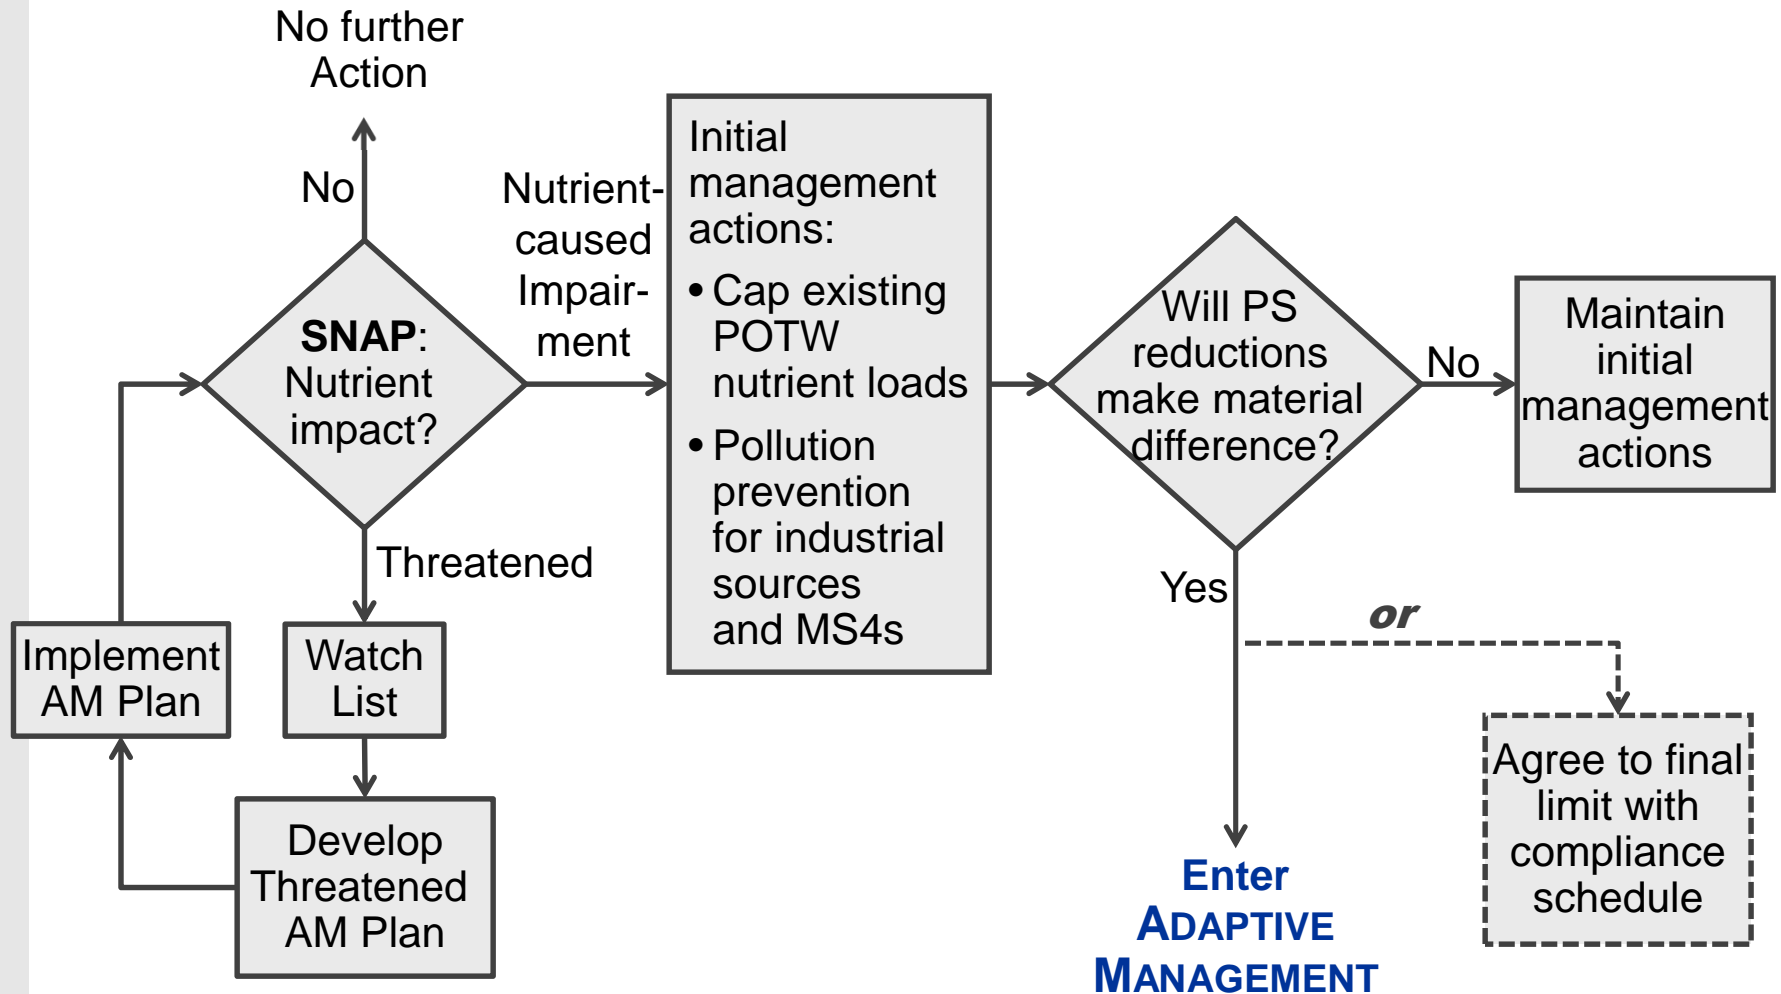 No further
Action
No
SNAP:
Nutrient
impact?
Nutrient-
caused
Impair-
ment
Threatened
Watch
List
Develop
Threatened
AM Plan
Implement
AM Plan
Initial
management
actions:
• Cap existing
POTW
nutrient loads
• Pollution
prevention
for industrial
sources
and MS4s
Will PS
reductions
make material
difference?
No
Maintain
initial
management
actions
Yes
or
Agree to final
limit with
compliance
schedule
Enter
ADAPTIVE
MANAGEMENT